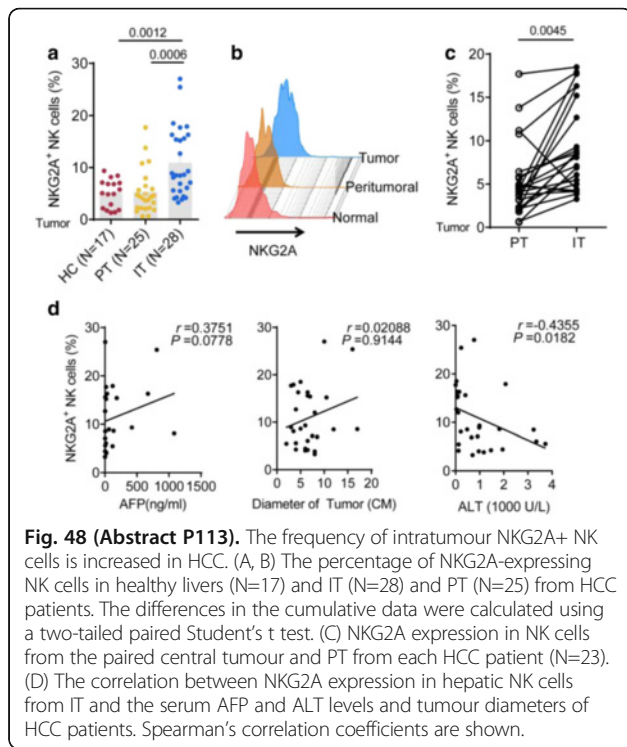 a
0.0012
0.0006
NKG2A+ NK cells (%)
30
20
10
0
Tumor
HC (N=17)
PT (N=25)
IT (N=28)
b
Tumor
Peritumoral
Normal
NKG2A
c
0.0045
NKG2A+ NK cells (%)
20
15
10
5
0
Tumor
PT
IT
d
NKG2A+ NK cells (%)
r=0.3751
P=0.0778
30
20
10
0
0 500 1000 1500
AFP(ng/ml)
r=0.02088
P=0.9144
30
20
10
0
0 5 10 15 20
Diameter of Tumor (CM)
r=-0.4355
P=0.0182
30
20
10
0
0 1 2 3 4
ALT (1000 U/L)
Fig. 48 (Abstract P113). The frequency of intratumour NKG2A+ NK
cells is increased in HCC. (A, B) The percentage of NKG2A-expressing
NK cells in healthy livers (N=17) and IT (N=28) and PT (N=25) from HCC
patients. The differences in the cumulative data were calculated using
a two-tailed paired Student's t test. (C) NKG2A expression in NK cells
from the paired central tumour and PT from each HCC patient (N=23).
(D) The correlation between NKG2A expression in hepatic NK cells
from IT and the serum AFP and ALT levels and tumour diameters of
HCC patients. Spearman's correlation coefficients are shown.